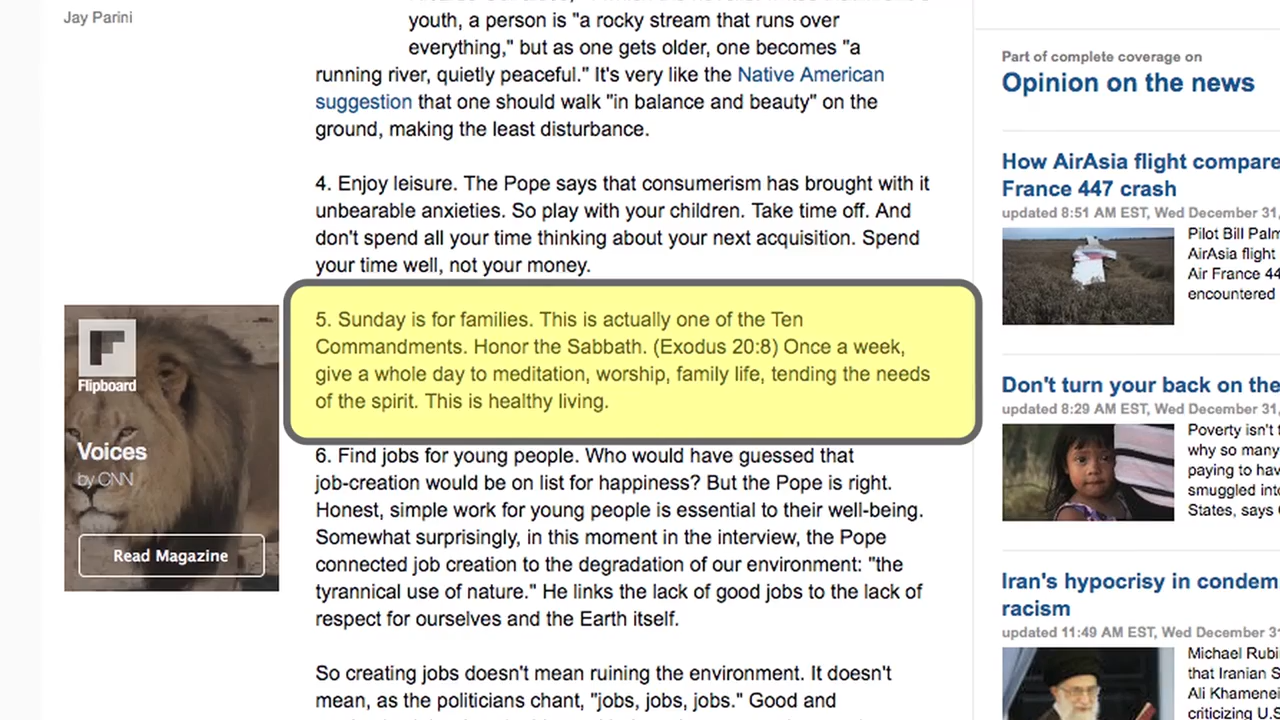 Jay Parini
youth, a person is "a rocky stream that runs over
everything," but as one gets older, one becomes "a
running river, quietly peaceful." It's very like the Native American
suggestion that one should walk "in balance and beauty" on the
ground, making the least disturbance.
4. Enjoy leisure. The Pope says that consumerism has brought with it
unbearable anxieties. So play with your children. Take time off. And
don't spend all your time thinking about your next acquisition. Spend
your time well, not your money.
5. Sunday is for families. This is actually one of the Ten
Commandments. Honor the Sabbath. (Exodus 20:8) Once a week,
give a whole day to meditation, worship, family life, tending the needs
of the spirit. This is healthy living.
6. Find jobs for young people. Who would have guessed that
job-creation would be on list for happiness? But the Pope is right.
Honest, simple work for young people is essential to their well-being.
Somewhat surprisingly, in this moment in the interview, the Pope
connected job creation to the degradation of our environment: "the
tyrannical use of nature." He links the lack of good jobs to the lack of
respect for ourselves and the Earth itself.
So creating jobs doesn't mean ruining the environment. It doesn't
mean, as the politicians chant, "jobs, jobs, jobs." Good and
Flipboard
Voices
by CNN
Read Magazine
Part of complete coverage on
Opinion on the news
How AirAsia flight compare
France 447 crash
updated 8:51 AM EST, Wed December 31,
Pilot Bill Palm
AirAsia flight
Air France 44
encountered
Don't turn your back on the
updated 8:29 AM EST, Wed December 31,
Poverty isn't t
why so many
paying to hav
smuggled into
States, says
Iran's hypocrisy in condem
racism
updated 11:49 AM EST, Wed December 31
Michael Rubi
that Iranian S
Ali Khamenei
criticizing U.S